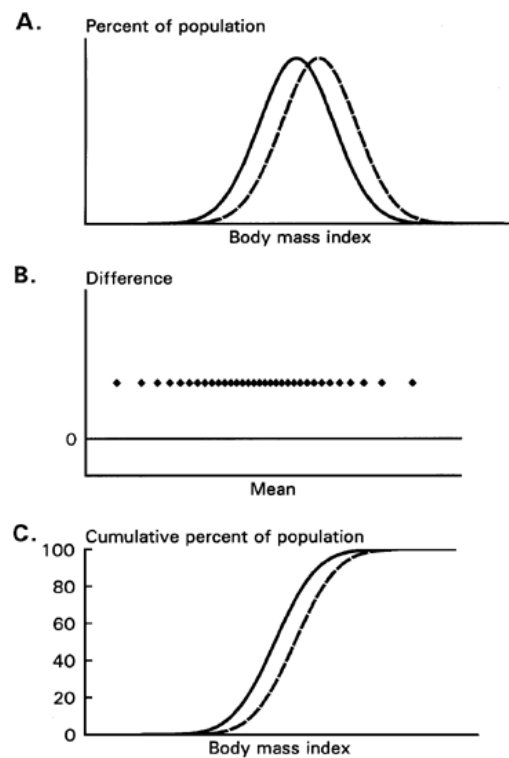 A.
Percent of population
Body mass index
B.
Difference
0
Mean
C.
Cumulative percent of population
100
80
60
40
20
0
Body mass index